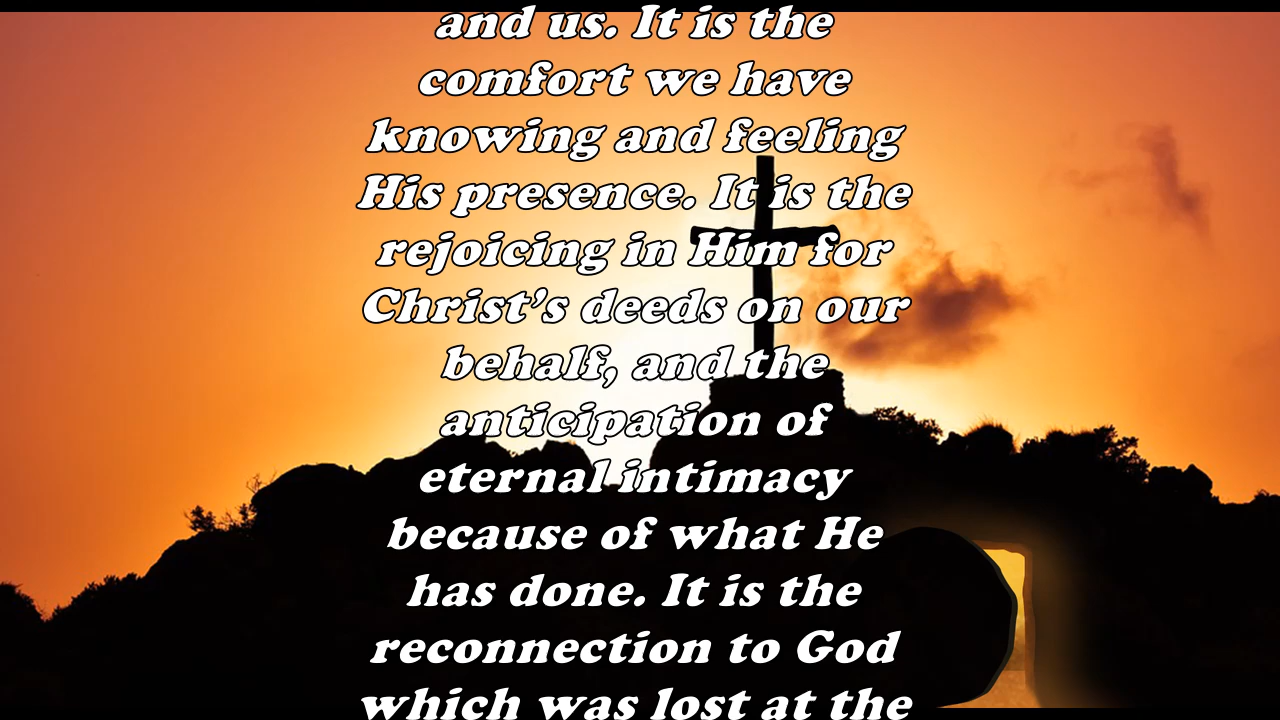 and us. It is the
comfort we have
knowing and feeling
His presence. It is the
rejoicing in Him for
Christ’s deeds on our
behalf, and the
anticipation of
eternal intimacy
because of what He
has done. It is the
reconnection to God
which was lost at the